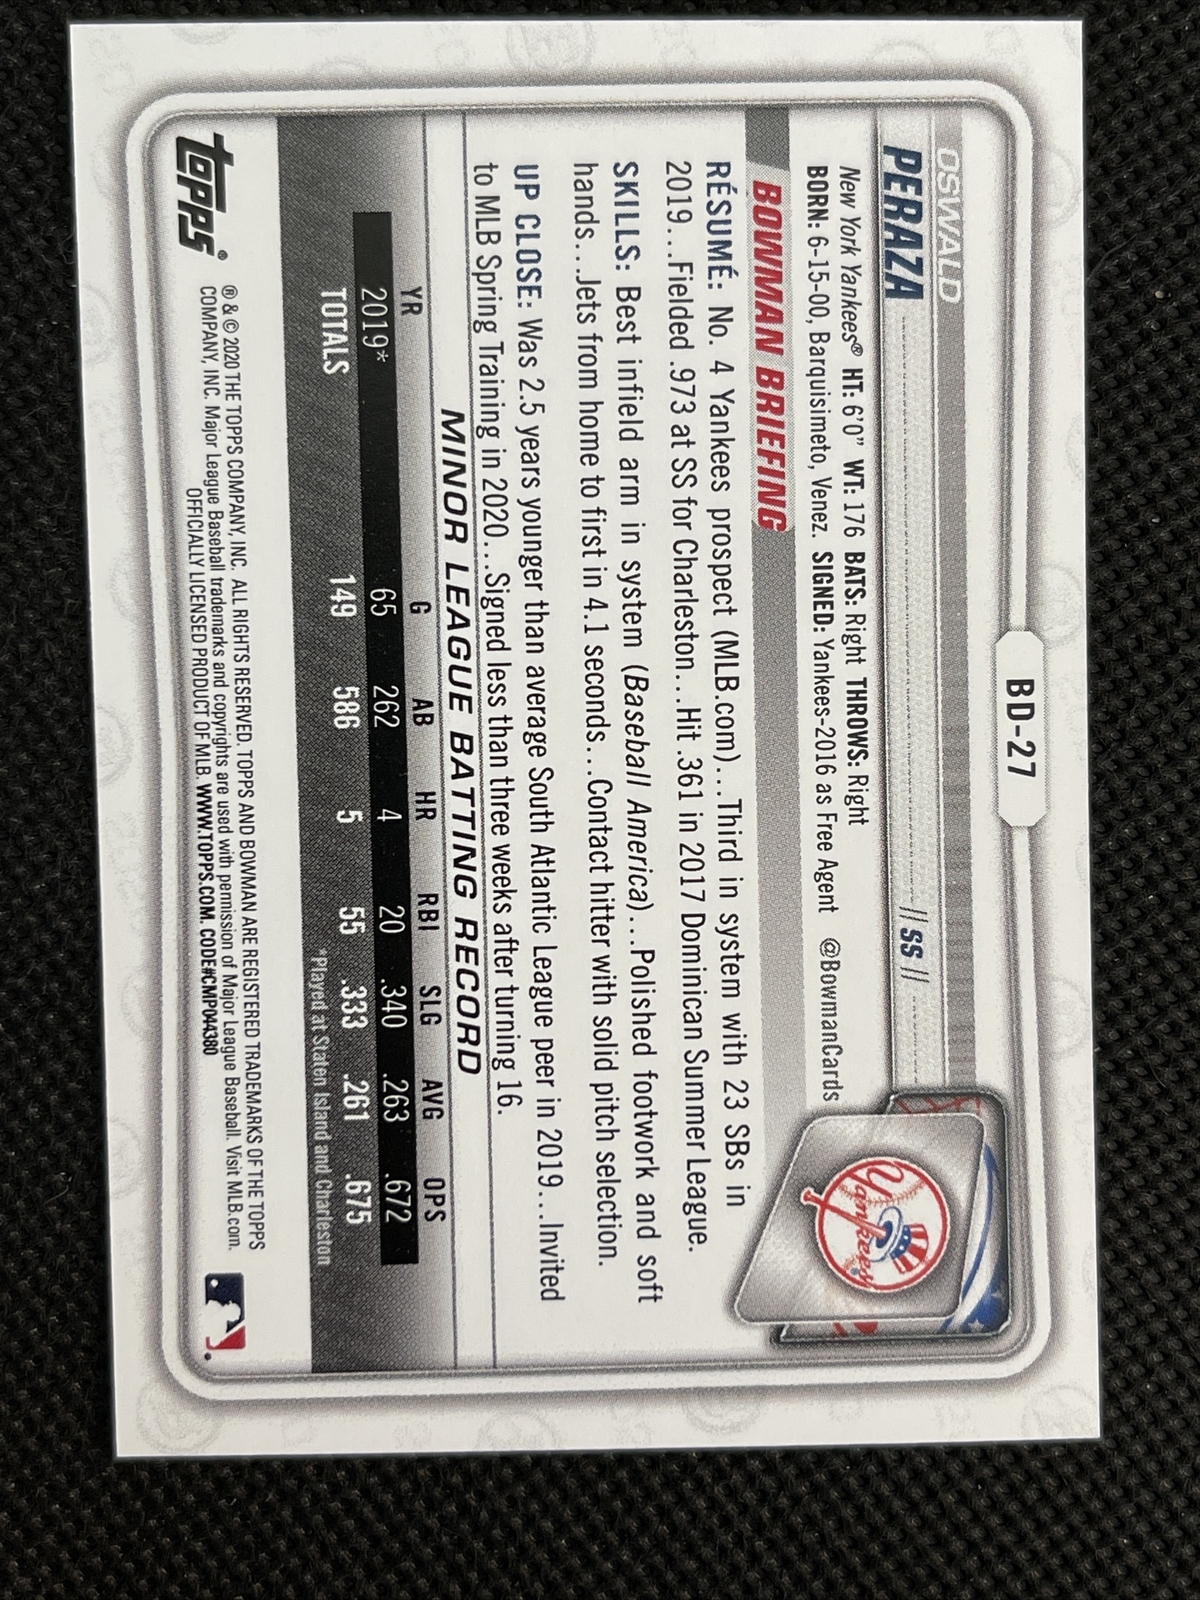 BD-27
OSWALD
PERAZA
// SS //
New York Yankees® HT: 6'0" WT: 176 BATS: Right THROWS: Right
BORN: 6-15-00, Barquisimeto, Venez. SIGNED: Yankees-2016 as Free Agent @BowmanCards
Yankees
BOWMAN BRIEFING
RÉSUMÉ: No. 4 Yankees prospect (MLB.com)...Third in system with 23 SBs in
2019...Fielded .973 at SS for Charleston...Hit .361 in 2017 Dominican Summer League.
SKILLS: Best infield arm in system (Baseball America)...Polished footwork and soft
hands...Jets from home to first in 4.1 seconds...Contact hitter with solid pitch selection.
UP CLOSE: Was 2.5 years younger than average South Atlantic League peer in 2019...Invited
to MLB Spring Training in 2020...Signed less than three weeks after turning 16.
MINOR LEAGUE BATTING RECORD
YR G AB HR RBI SLG AVG OPS
2019* 65 262 4 20 .340 .263 .672
TOTALS 149 586 5 55 .333 .261 .675
*Played at Staten Island and Charleston
topps®
® & © 2020 THE TOPPS COMPANY, INC. ALL RIGHTS RESERVED. TOPPS AND BOWMAN ARE REGISTERED TRADEMARKS OF THE TOPPS
COMPANY, INC. Major League Baseball trademarks and copyrights are used with permission of Major League Baseball. Visit MLB.com.
OFFICIALLY LICENSED PRODUCT OF MLB. WWW.TOPPS.COM. CODE#CMP044380